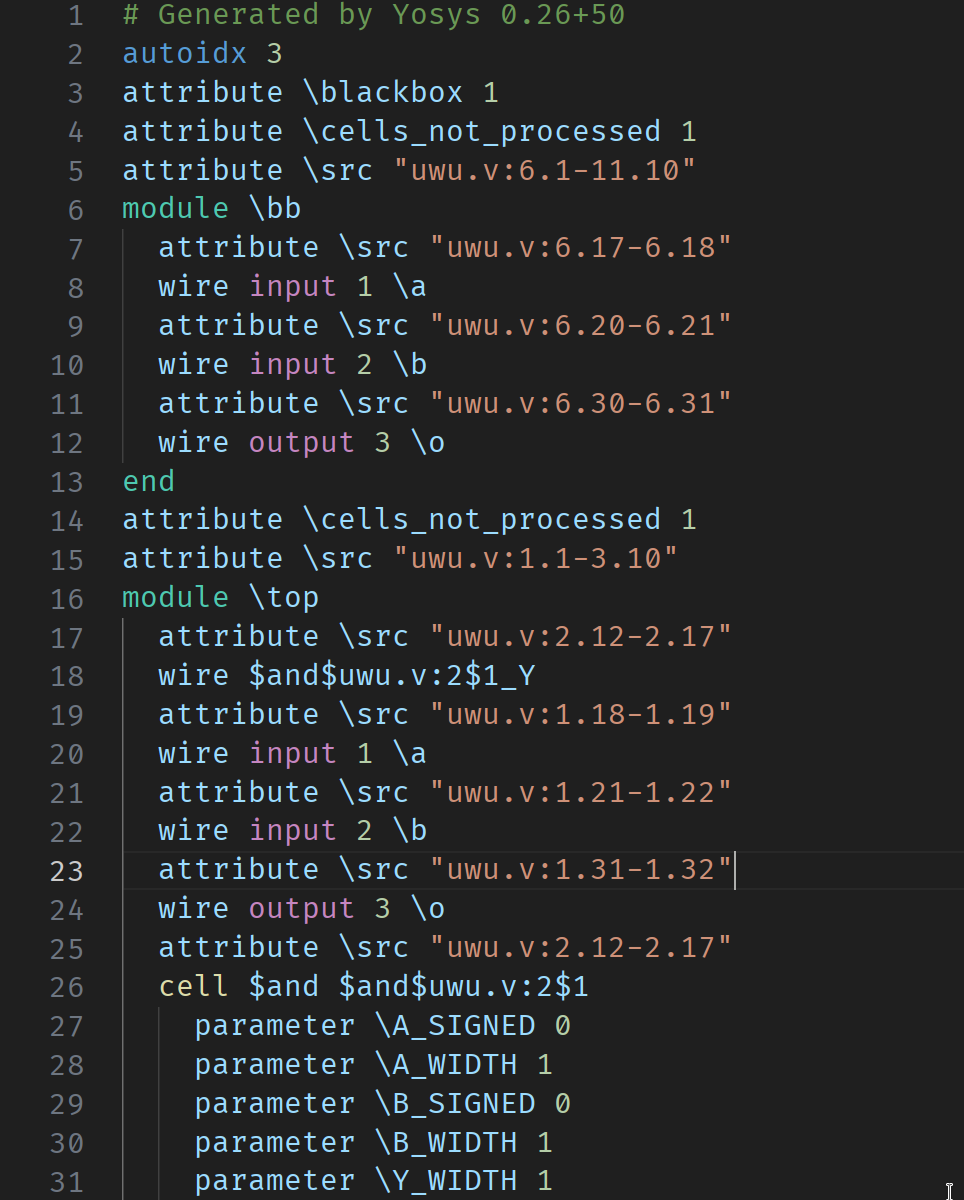 1 # Generated by Yosys 0.26+50
2 autoidx 3
3 attribute \blackbox 1
4 attribute \cells_not_processed 1
5 attribute \src "uwu.v:6.1-11.10"
6 module \bb
7   attribute \src "uwu.v:6.17-6.18"
8   wire input 1 \a
9   attribute \src "uwu.v:6.20-6.21"
10   wire input 2 \b
11   attribute \src "uwu.v:6.30-6.31"
12   wire output 3 \o
13 end
14 attribute \cells_not_processed 1
15 attribute \src "uwu.v:1.1-3.10"
16 module \top
17   attribute \src "uwu.v:2.12-2.17"
18   wire $and$uwu.v:2$1_Y
19   attribute \src "uwu.v:1.18-1.19"
20   wire input 1 \a
21   attribute \src "uwu.v:1.21-1.22"
22   wire input 2 \b
23   attribute \src "uwu.v:1.31-1.32"
24   wire output 3 \o
25   attribute \src "uwu.v:2.12-2.17"
26   cell $and $and$uwu.v:2$1
27     parameter \A_SIGNED 0
28     parameter \A_WIDTH 1
29     parameter \B_SIGNED 0
30     parameter \B_WIDTH 1
31     parameter \Y_WIDTH 1